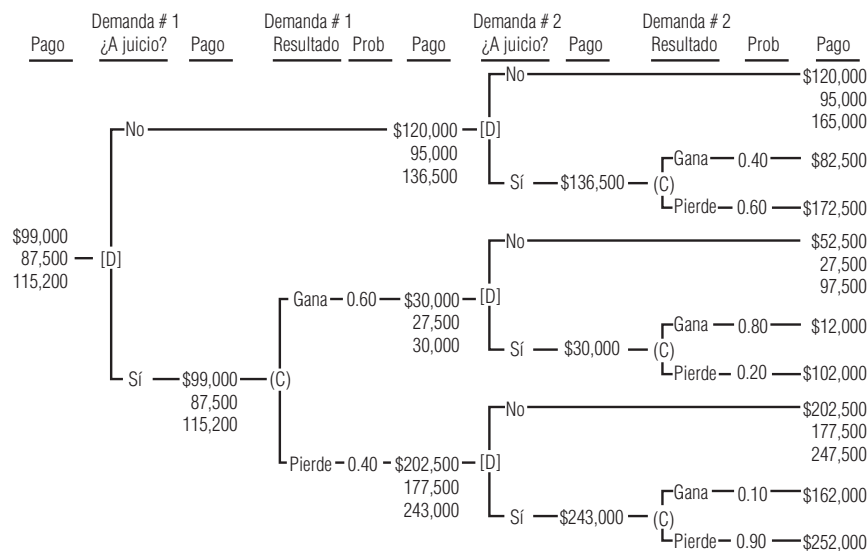 Demanda # 1 Demanda # 1 Demanda # 2 Demanda # 2
Pago ¿A juicio? Pago Resultado Prob Pago ¿A juicio? Pago Resultado Prob Pago
No $120,000
95,000
165,000
No $120,000 [D]
95,000
136,500
Gana 0.40 $82,500
Sí $136,500 (C)
Pierde 0.60 $172,500
$99,000
87,500 [D]
115,200
No $52,500
27,500
97,500
Gana 0.60 $30,000 [D]
27,500
30,000
Gana 0.80 $12,000
Sí $30,000 (C)
Pierde 0.20 $102,000
Sí $99,000 (C)
87,500
115,200
No $202,500
177,500
247,500
Pierde 0.40 $202,500 [D]
177,500
243,000
Gana 0.10 $162,000
Sí $243,000 (C)
Pierde 0.90 $252,000